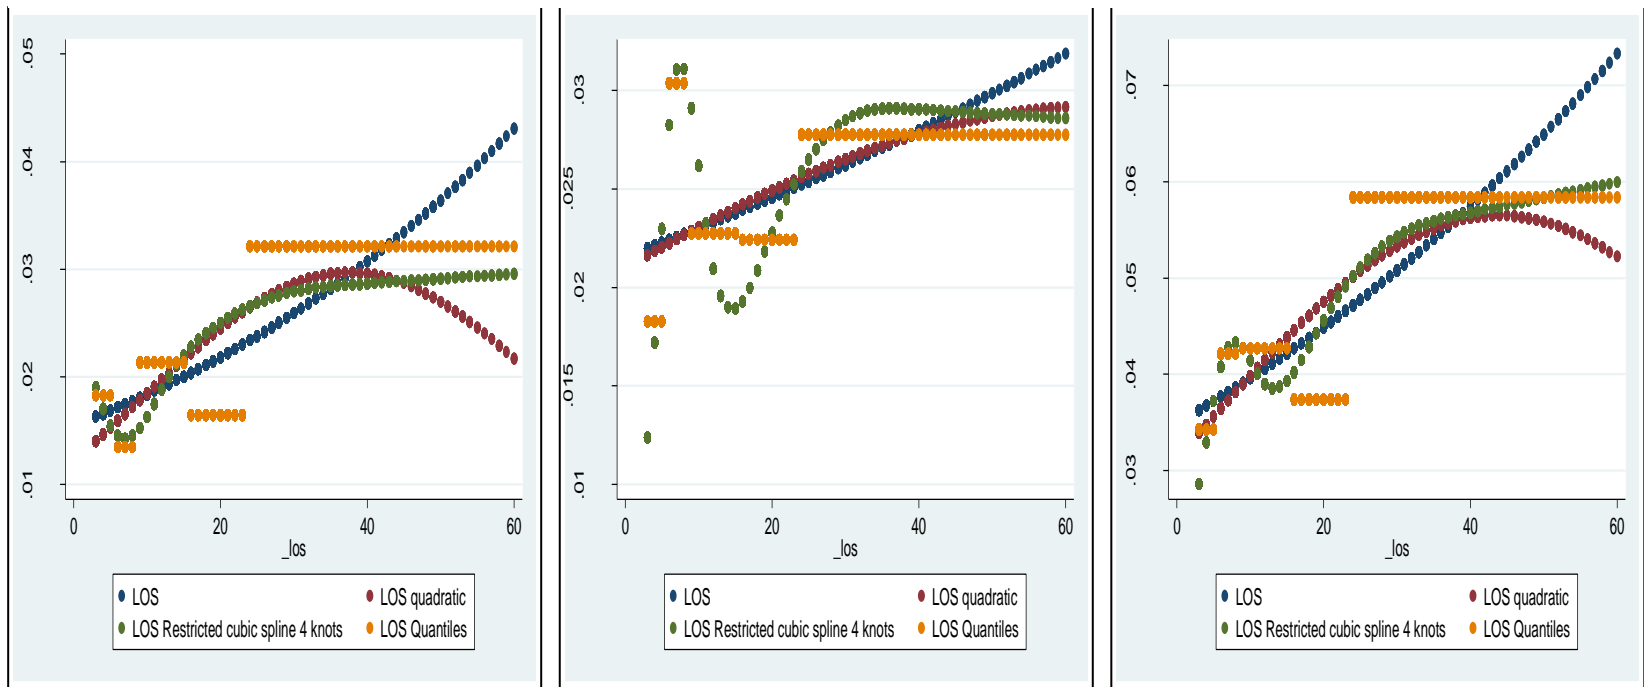 .05
.04
.03
.02
.01
0 20 40 60
_los
LOS LOS quadratic
LOS Restricted cubic spline 4 knots LOS Quantiles
.03
.025
.02
.015
.01
0 20 40 60
_los
LOS LOS quadratic
LOS Restricted cubic spline 4 knots LOS Quantiles
.07
.06
.05
.04
.03
0 20 40 60
_los
LOS LOS quadratic
LOS Restricted cubic spline 4 knots LOS Quantiles